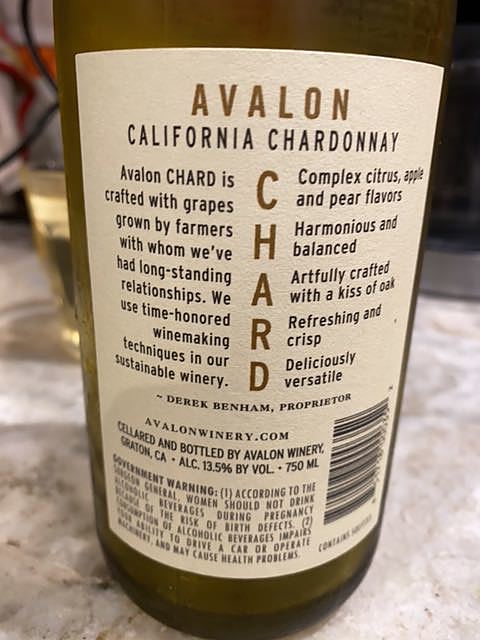 AVALON
CALIFORNIA CHARDONNAY
Avalon CHARD is
crafted with grapes
grown by farmers
with whom we've
had long-standing
relationships. We
use time-honored
winemaking
techniques in our
sustainable winery.
C Complex citrus, apple
and pear flavors
H Harmonious and
balanced
A Artfully crafted
with a kiss of oak
R Refreshing and
crisp
D Deliciously
versatile
~ DEREK BENHAM, PROPRIETOR
AVALONWINERY.COM
CELLARED AND BOTTLED BY AVALON WINERY,
GRATON, CA • ALC. 13.5% BY VOL. • 750 ML
GOVERNMENT WARNING: (1) ACCORDING TO THE
SURGEON GENERAL, WOMEN SHOULD NOT DRINK
ALCOHOLIC BEVERAGES DURING PREGNANCY
BECAUSE OF THE RISK OF BIRTH DEFECTS. (2)
CONSUMPTION OF ALCOHOLIC BEVERAGES IMPAIRS
YOUR ABILITY TO DRIVE A CAR OR OPERATE
MACHINERY, AND MAY CAUSE HEALTH PROBLEMS.
CONTAINS SULFITES